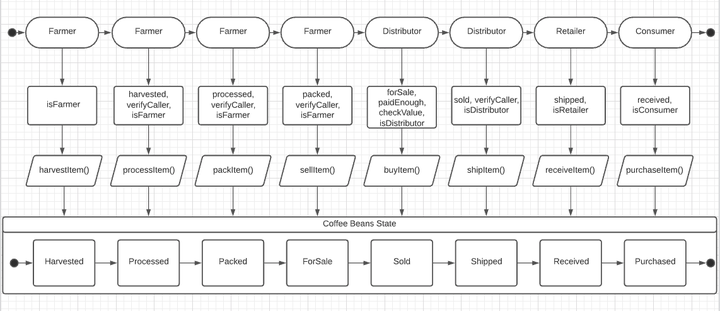 Farmer
Farmer
Farmer
Farmer
Distributor
Distributor
Retailer
Consumer
isFarmer
harvested,
verifyCaller,
isFarmer
processed,
verifyCaller,
isFarmer
packed,
verifyCaller,
isFarmer
forSale,
paidEnough,
checkValue,
isDistributor
sold, verifyCaller,
isDistributor
shipped,
isRetailer
received,
isConsumer
harvestItem()
processItem()
packItem()
sellItem()
buyItem()
shipItem()
receiveItem()
purchaseItem()
Coffee Beans State
Harvested
Processed
Packed
ForSale
Sold
Shipped
Received
Purchased